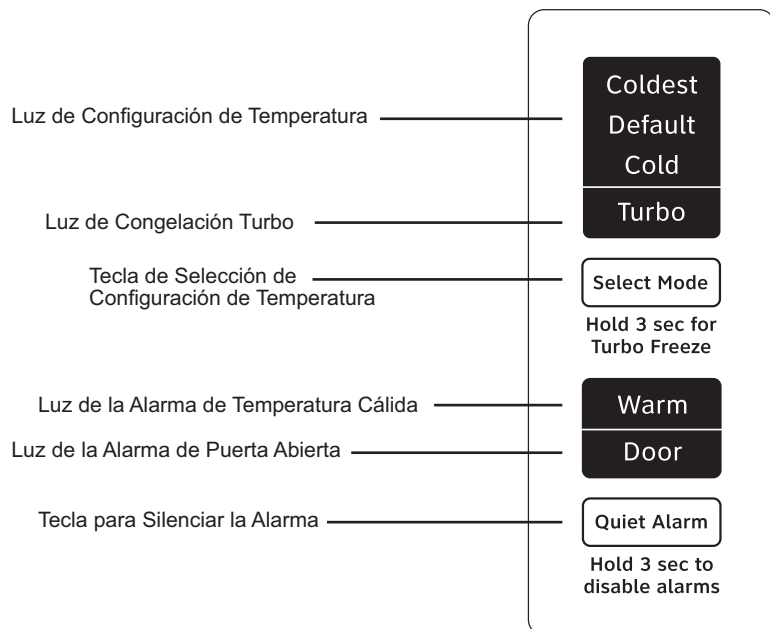 Coldest
Luz de Configuración de Temperatura
Default
Cold
Luz de Congelación Turbo
Turbo
Tecla de Selección de
Configuración de Temperatura
Select Mode
Hold 3 sec for
Turbo Freeze
Luz de la Alarma de Temperatura Cálida
Warm
Luz de la Alarma de Puerta Abierta
Door
Tecla para Silenciar la Alarma
Quiet Alarm
Hold 3 sec to
disable alarms